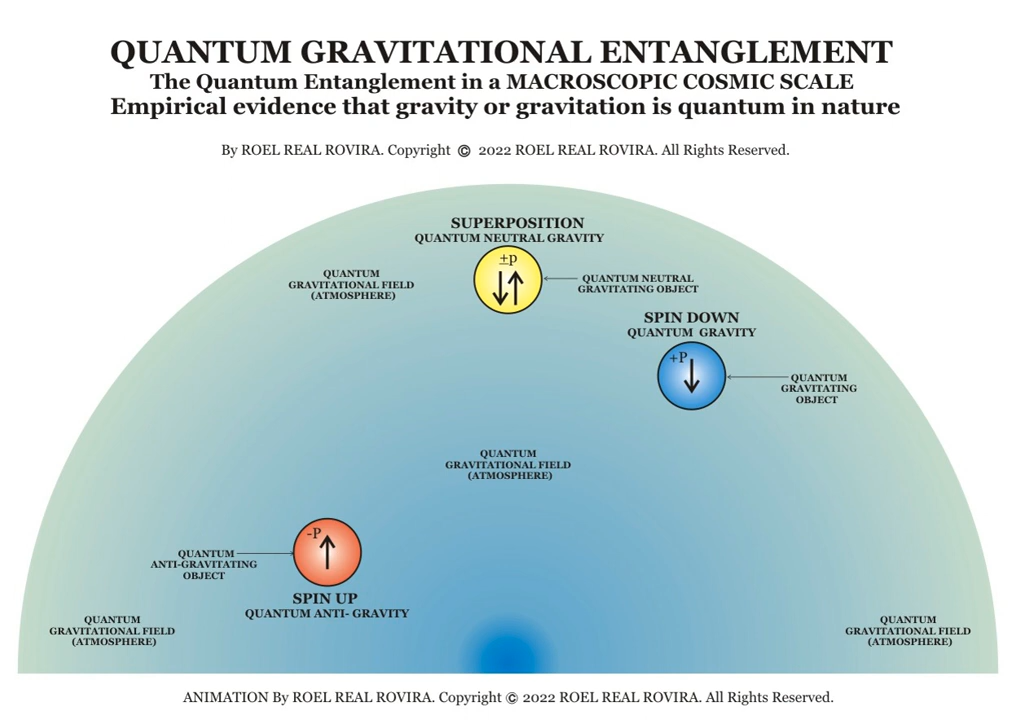 QUANTUM GRAVITATIONAL ENTANGLEMENT
The Quantum Entanglement in a MACROSCOPIC COSMIC SCALE
Empirical evidence that gravity or gravitation is quantum in nature
By ROEL REAL ROVIRA. Copyright © 2022 ROEL REAL ROVIRA. All Rights Reserved.
SUPERPOSITION
QUANTUM NEUTRAL GRAVITY
±p
QUANTUM
GRAVITATIONAL FIELD
(ATMOSPHERE)
QUANTUM NEUTRAL
GRAVITATING OBJECT
SPIN DOWN
QUANTUM GRAVITY
+P
QUANTUM
GRAVITATING
OBJECT
QUANTUM
GRAVITATIONAL FIELD
(ATMOSPHERE)
-P
QUANTUM
ANTI-GRAVITATING
OBJECT
SPIN UP
QUANTUM ANTI- GRAVITY
QUANTUM
GRAVITATIONAL FIELD
(ATMOSPHERE)
QUANTUM
GRAVITATIONAL FIELD
(ATMOSPHERE)
ANIMATION By ROEL REAL ROVIRA. Copyright © 2022 ROEL REAL ROVIRA. All Rights Reserved.